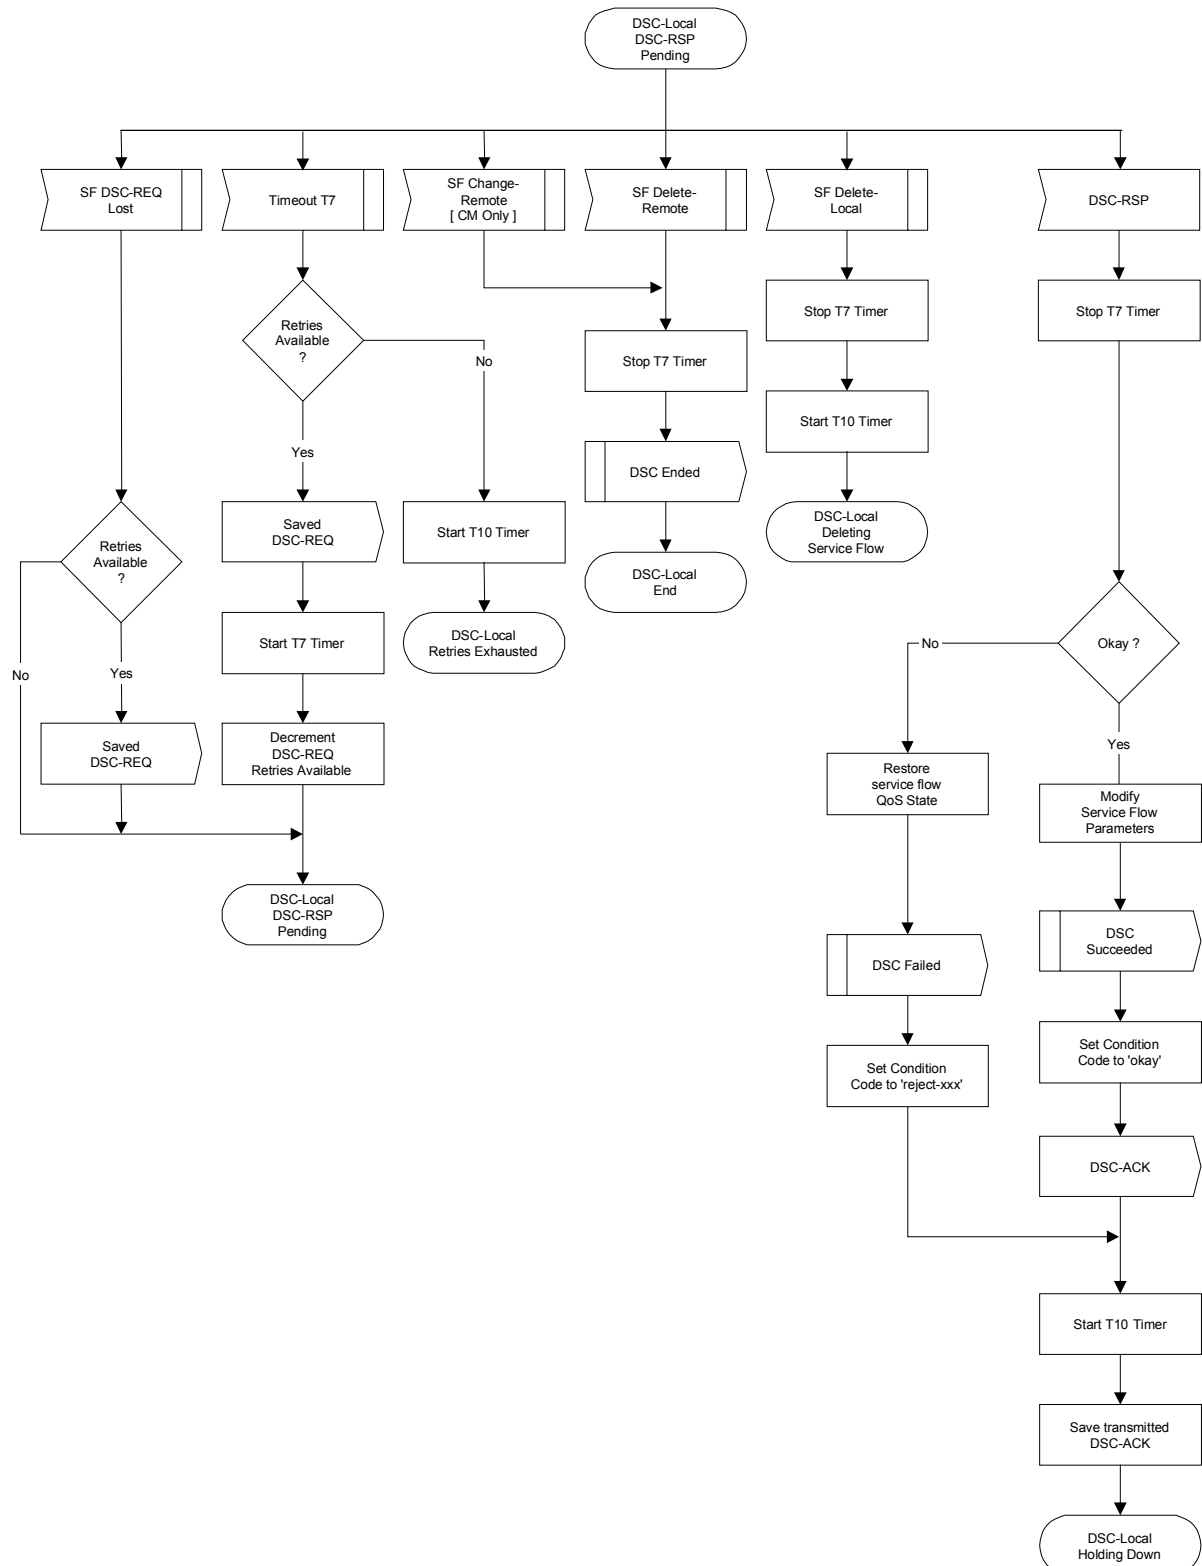 DSC-Local
DSC-RSP
Pending
SF DSC-REQ
Lost
Timeout T7
SF Change-
Remote
[ CM Only ]
SF Delete-
Remote
SF Delete-
Local
DSC-RSP
Stop T7 Timer
Stop T7 Timer
Retries
Available
?
No
Stop T7 Timer
Start T10 Timer
Yes
DSC Ended
Saved
DSC-REQ
Start T10 Timer
DSC-Local
Deleting
Service Flow
Retries
Available
?
DSC-Local
End
Start T7 Timer
DSC-Local
Retries Exhausted
No
Okay ?
No
Yes
Saved
DSC-REQ
Decrement
DSC-REQ
Retries Available
Yes
Restore
service flow
QoS State
Modify
Service Flow
Parameters
DSC-Local
DSC-RSP
Pending
DSC Failed
DSC
Succeeded
Set Condition
Code to 'reject-xxx'
Set Condition
Code to 'okay'
DSC-ACK
Start T10 Timer
Save transmitted
DSC-ACK
DSC-Local
Holding Down